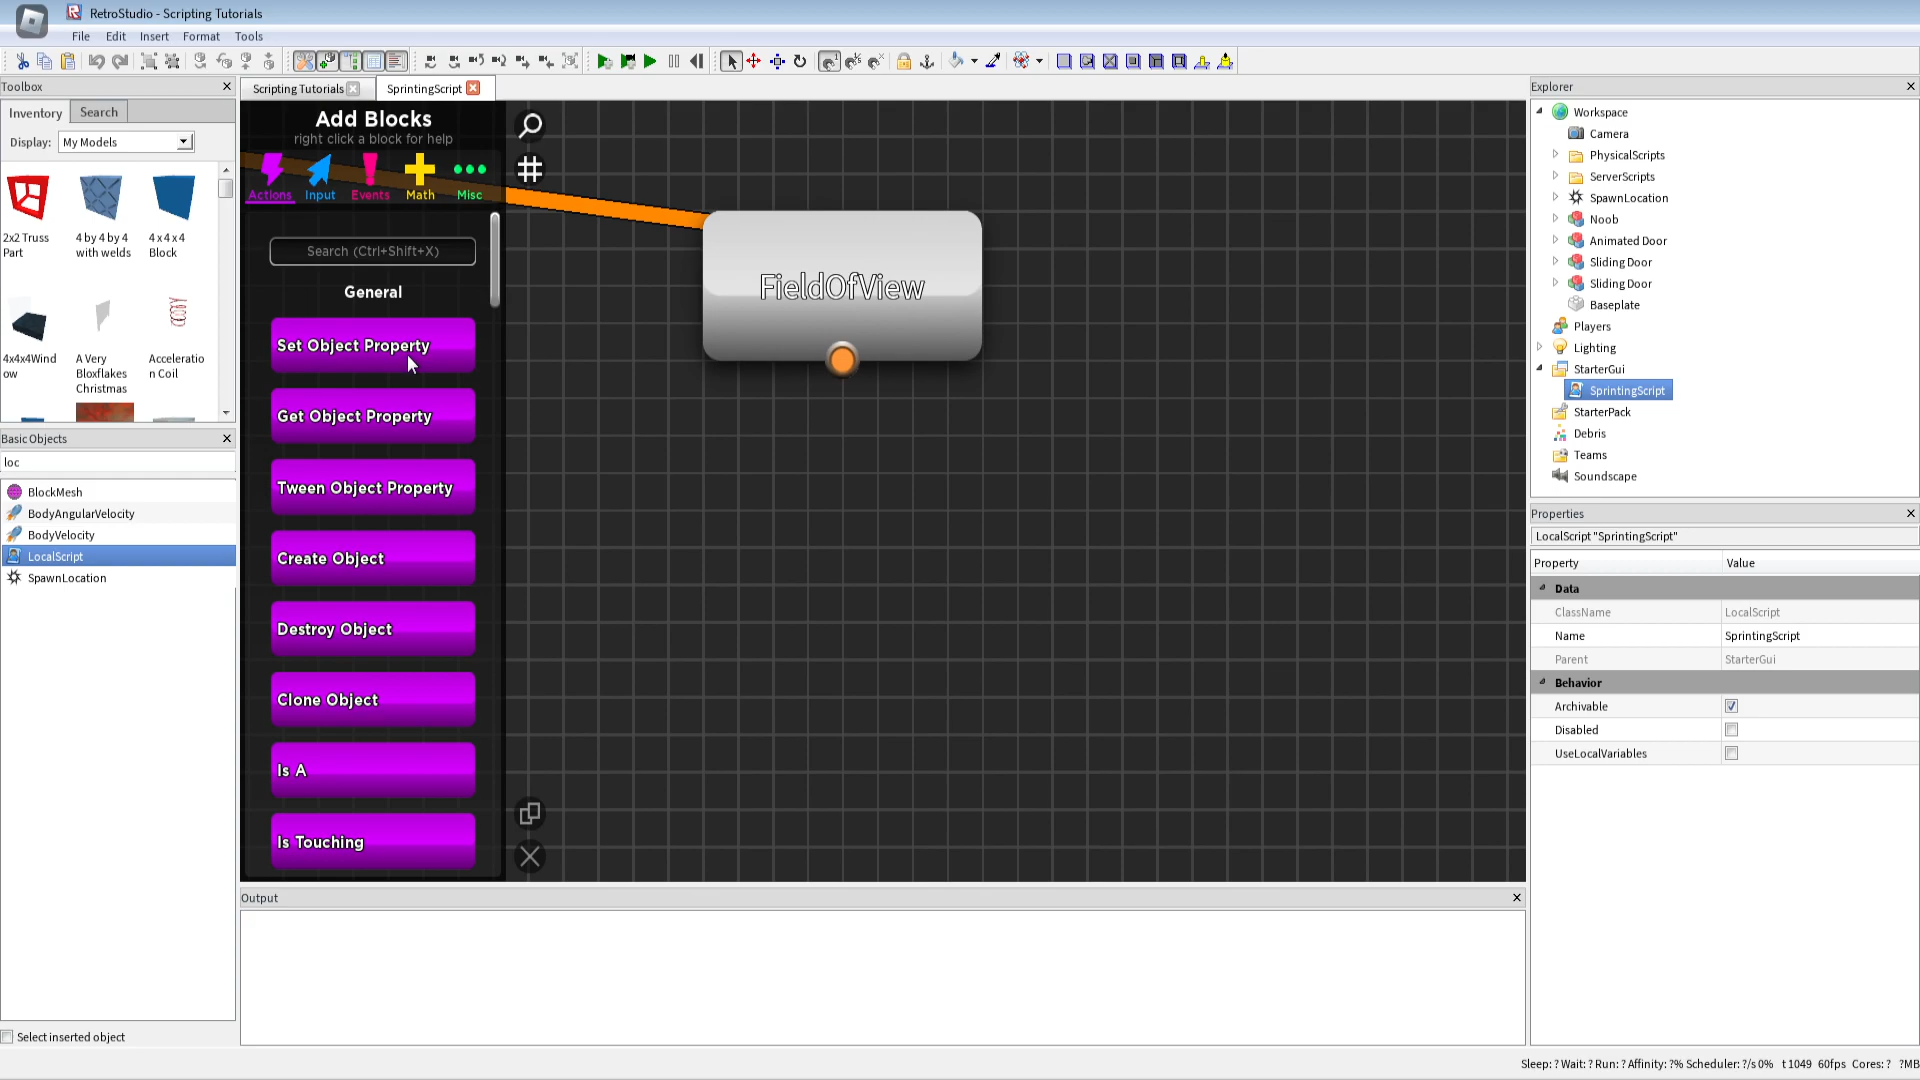 RetroStudio - Scripting Tutorials
File Edit Insert Format Tools
Toolbox
Inventory Search
Display: My Models
2x2 Truss Part
4 by 4 by 4 with welds
4 x 4 x 4 Block
4x4x4Window
A Very Bloxflakes Christmas
Acceleration Coil
Basic Objects
loc
BlockMesh
BodyAngularVelocity
BodyVelocity
LocalScript
SpawnLocation
Select inserted object
Scripting Tutorials SprintingScript
Add Blocks
right click a block for help
Actions Input Events Math Misc
Search (Ctrl+Shift+X)
General
Set Object Property
Get Object Property
Tween Object Property
Create Object
Destroy Object
Clone Object
Is A
Is Touching
FieldOfView
Output
Explorer
Workspace
Camera
PhysicalScripts
ServerScripts
SpawnLocation
Noob
Animated Door
Sliding Door
Sliding Door
Baseplate
Players
Lighting
StarterGui
SprintingScript
StarterPack
Debris
Teams
Soundscape
Properties
LocalScript "SprintingScript"
Property Value
Data
ClassName LocalScript
Name SprintingScript
Parent StarterGui
Behavior
Archivable
Disabled
UseLocalVariables
Sleep: ? Wait: ? Run: ? Affinity: ?% Scheduler: ?/s 0% t 1049 60fps Cores: ? ?MB